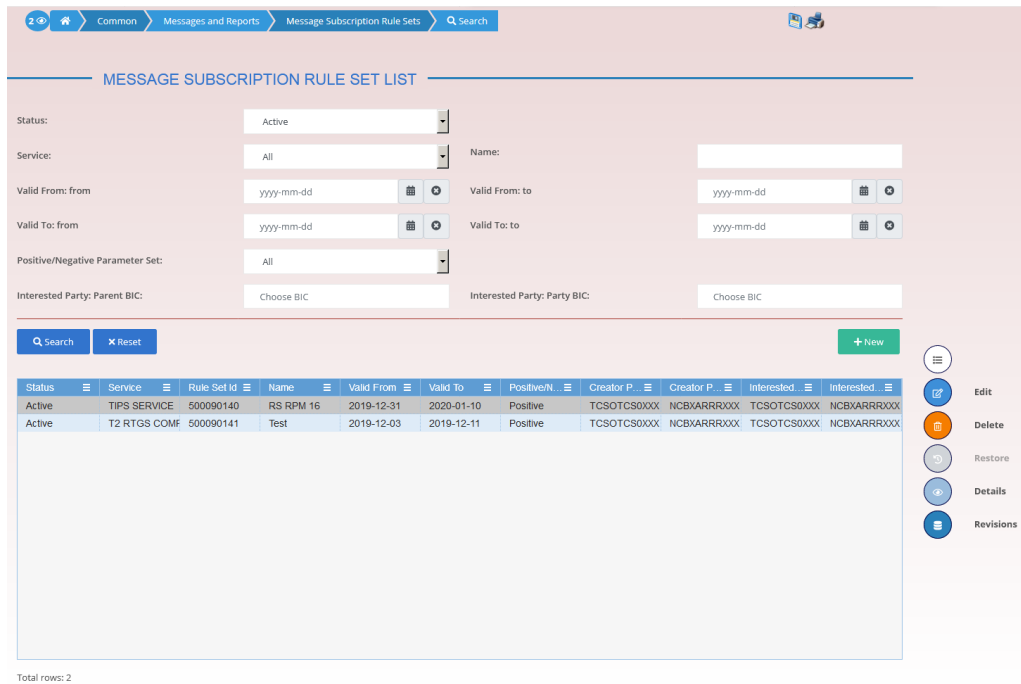 2 Common Messages and Reports Message Subscription Rule Sets Search
MESSAGE SUBSCRIPTION RULE SET LIST
Status: Active
Service: All Name:
Valid From: from yyyy-mm-dd Valid From: to yyyy-mm-dd
Valid To: from yyyy-mm-dd Valid To: to yyyy-mm-dd
Positive/Negative Parameter Set: All
Interested Party: Parent BIC: Choose BIC Interested Party: Party BIC: Choose BIC
Search Reset New
Status Service Rule Set Id Name Valid From Valid To Positive/N... Creator P... Creator P... Interested... Interested...
Active TIPS SERVICE 500090140 RS RPM 16 2019-12-31 2020-01-10 Positive TCSOTCS0XXX NCBXARRRXXX TCSOTCS0XXX NCBXARRRXXX
Active T2 RTGS COMF 500090141 Test 2019-12-03 2019-12-11 Positive TCSOTCS0XXX NCBXARRRXXX TCSOTCS0XXX NCBXARRRXXX
Edit
Delete
Restore
Details
Revisions
Total rows: 2